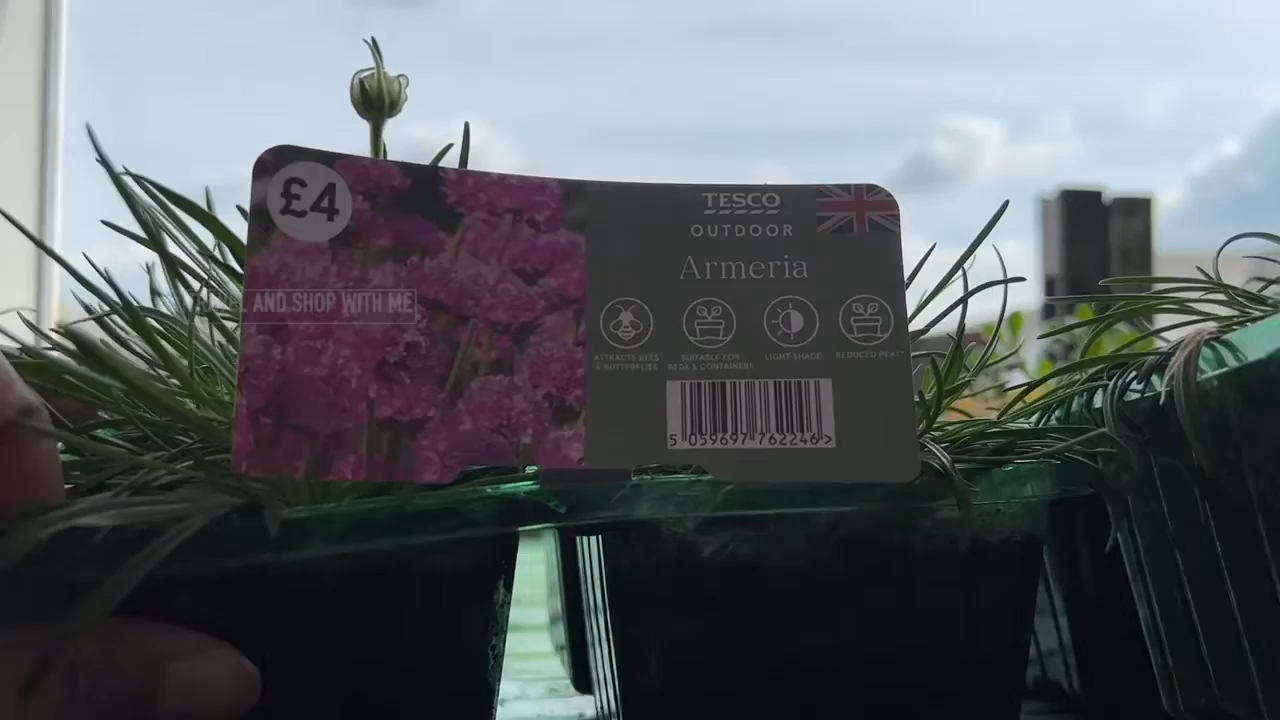 £4
TESCO
OUTDOOR
Armeria
AND SHOP WITH ME
ATTRACTS BEES
& BUTTERFLIES
SUITABLE FOR
BEDS & CONTAINERS
LIGHT SHADE
REDUCED PEAT*
5 059697 762246 >